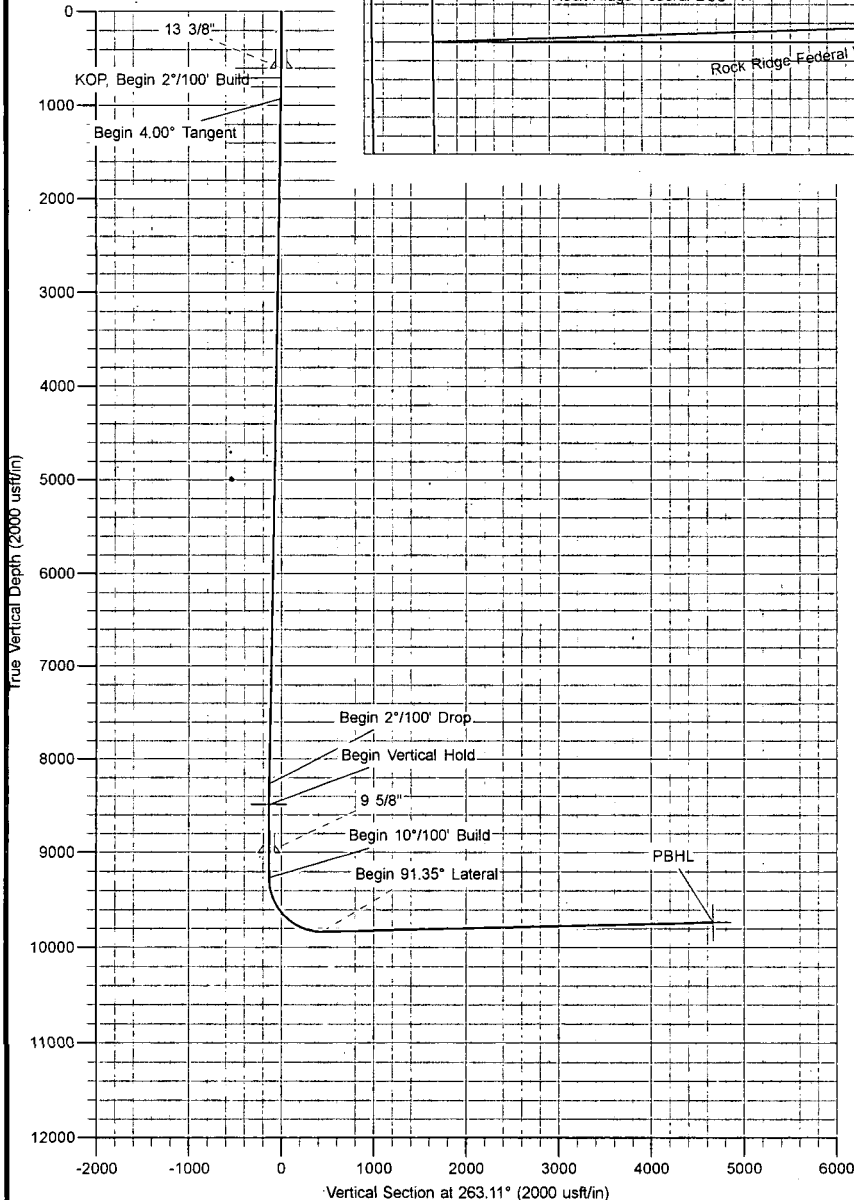 Rock Ridge Federal
0
13 3/8"
KOP, Begin 2°/100' Build
1000
Begin 4.00° Tangent
2000
3000
4000
5000
6000
7000
8000
9000
10000
11000
12000
True Vertical Depth (2000 usft/in)
Begin 2°/100' Drop
Begin Vertical Hold
9 5/8"
Begin 10°/100' Build
Begin 91.35° Lateral
PBHL
-2000 -1000 0 1000 2000 3000 4000 5000 6000
Vertical Section at 263.11° (2000 usft/in)